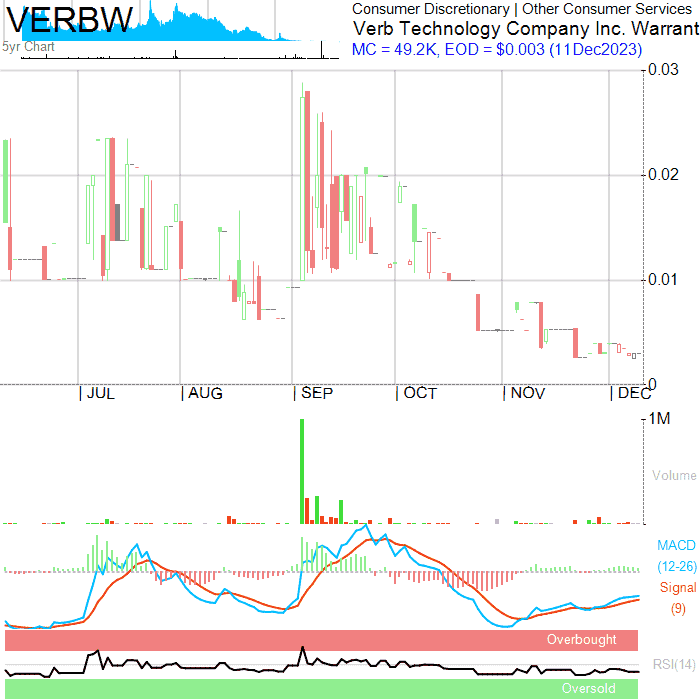 VERBW
5yr Chart
Consumer Discretionary | Other Consumer Services
Verb Technology Company Inc. Warrant
MC = 49.2K, EOD = $0.003 (11Dec2023)
0.03
0.02
0.01
0
| JUL | AUG | SEP | OCT | NOV | DEC
1M
Volume
MACD
(12-26)
Signal
(9)
Overbought
RSI(14)
Oversold